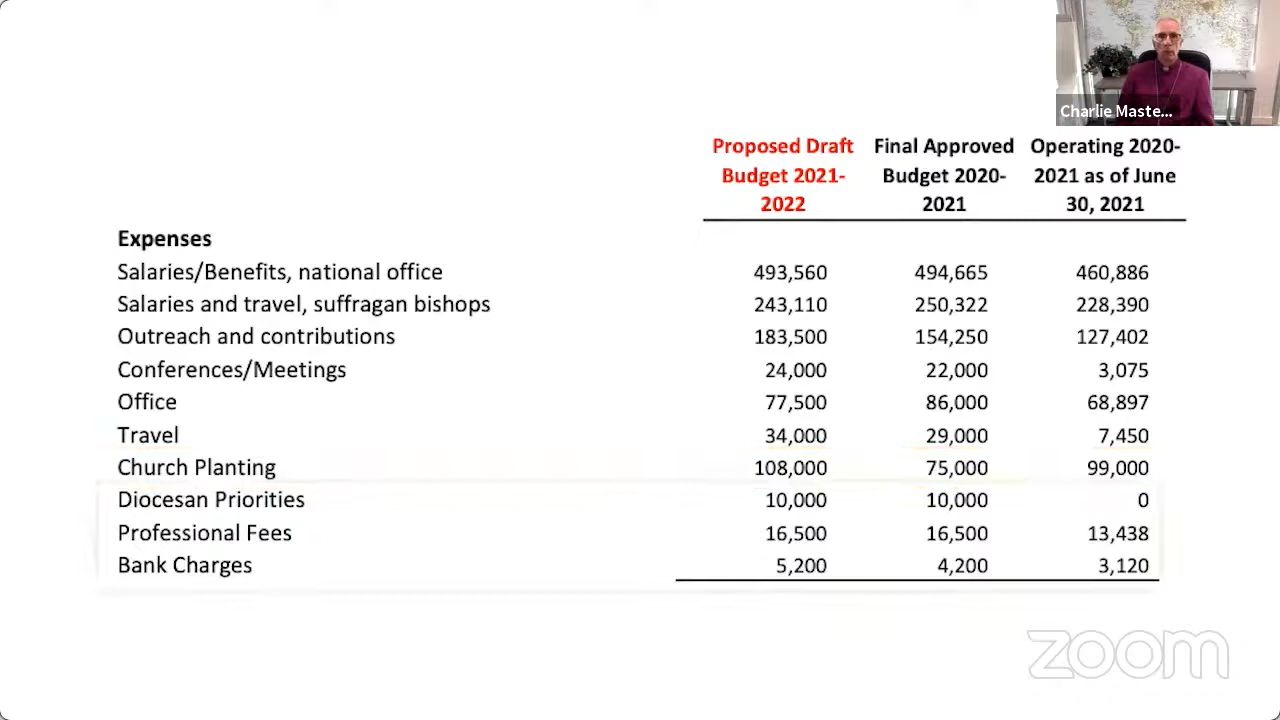 Charlie Maste...
Proposed Draft Final Approved Operating 2020-
Budget 2021- Budget 2020- 2021 as of June
2022 2021 30, 2021
Expenses
Salaries/Benefits, national office 493,560 494,665 460,886
Salaries and travel, suffragan bishops 243,110 250,322 228,390
Outreach and contributions 183,500 154,250 127,402
Conferences/Meetings 24,000 22,000 3,075
Office 77,500 86,000 68,897
Travel 34,000 29,000 7,450
Church Planting 108,000 75,000 99,000
Diocesan Priorities 10,000 10,000 0
Professional Fees 16,500 16,500 13,438
Bank Charges 5,200 4,200 3,120
zoom